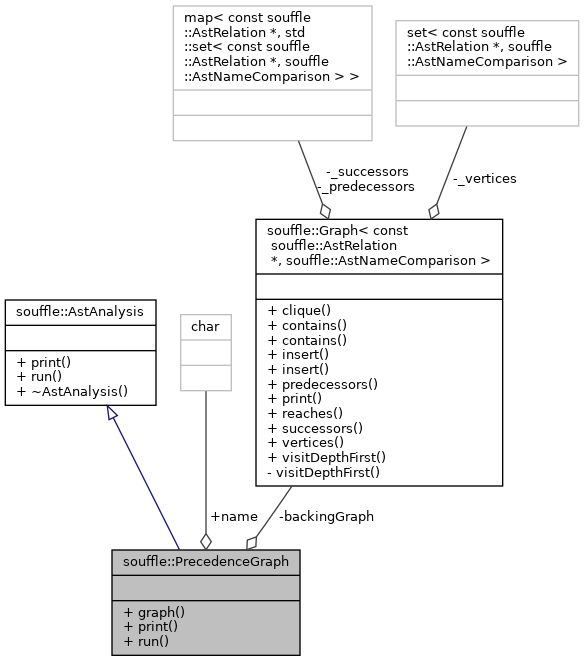 map< const souffle
::AstRelation *, std
::set< const souffle
::AstRelation *, souffle
::AstNameComparison > >
set< const souffle
::AstRelation *, souffle
::AstNameComparison >
-_successors
-_predecessors
-_vertices
souffle::Graph< const
souffle::AstRelation
*, souffle::AstNameComparison >
+ clique()
+ contains()
+ contains()
+ insert()
+ insert()
+ predecessors()
+ print()
+ reaches()
+ successors()
+ vertices()
+ visitDepthFirst()
- visitDepthFirst()
souffle::AstAnalysis
+ print()
+ run()
+ ~AstAnalysis()
char
+name
-backingGraph
souffle::PrecedenceGraph
+ graph()
+ print()
+ run()